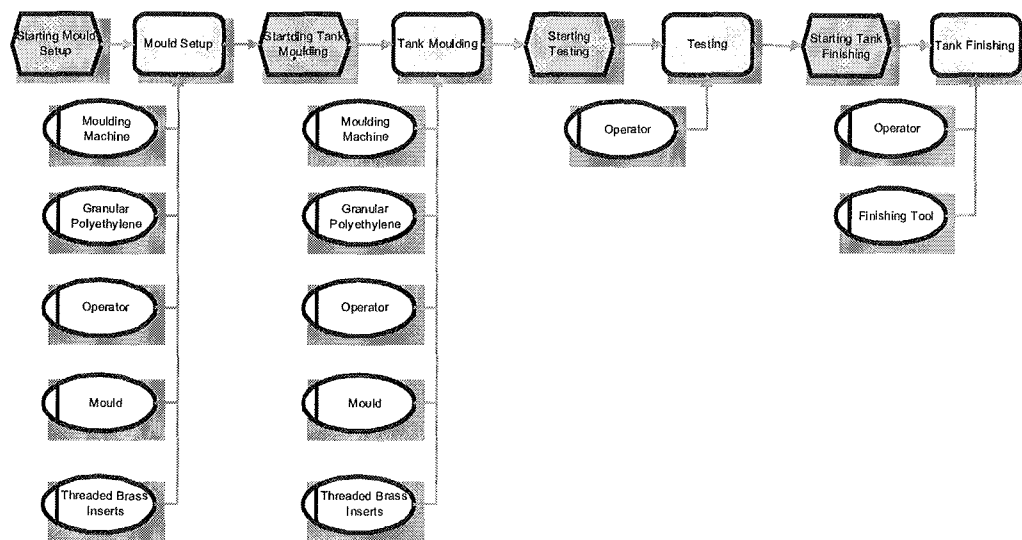 Starting Mould
Setup
Mould Setup
Startding Tank
Moulding
Tank Moulding
Starting
Testing
Testing
Starting Tank
Finishing
Tank Finishing
Moulding
Machine
Moulding
Machine
Operator
Operator
Granular
Polyethylene
Granular
Polyethylene
Finishing Tool
Operator
Operator
Mould
Mould
Threaded Brass
Inserts
Threaded Brass
Inserts